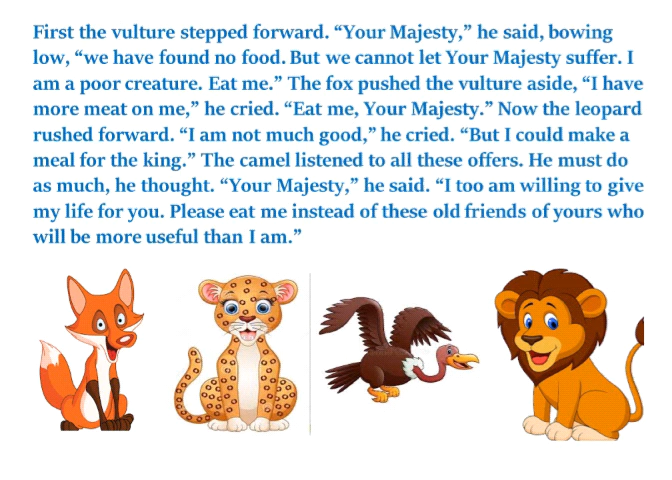 First the vulture stepped forward. “Your Majesty,” he said, bowing
low, “we have found no food. But we cannot let Your Majesty suffer. I
am a poor creature. Eat me.” The fox pushed the vulture aside, “I have
more meat on me,” he cried. “Eat me, Your Majesty.” Now the leopard
rushed forward. “I am not much good,” he cried. “But I could make a
meal for the king.” The camel listened to all these offers. He must do
as much, he thought. “Your Majesty,” he said. “I too am willing to give
my life for you. Please eat me instead of these old friends of yours who
will be more useful than I am.”